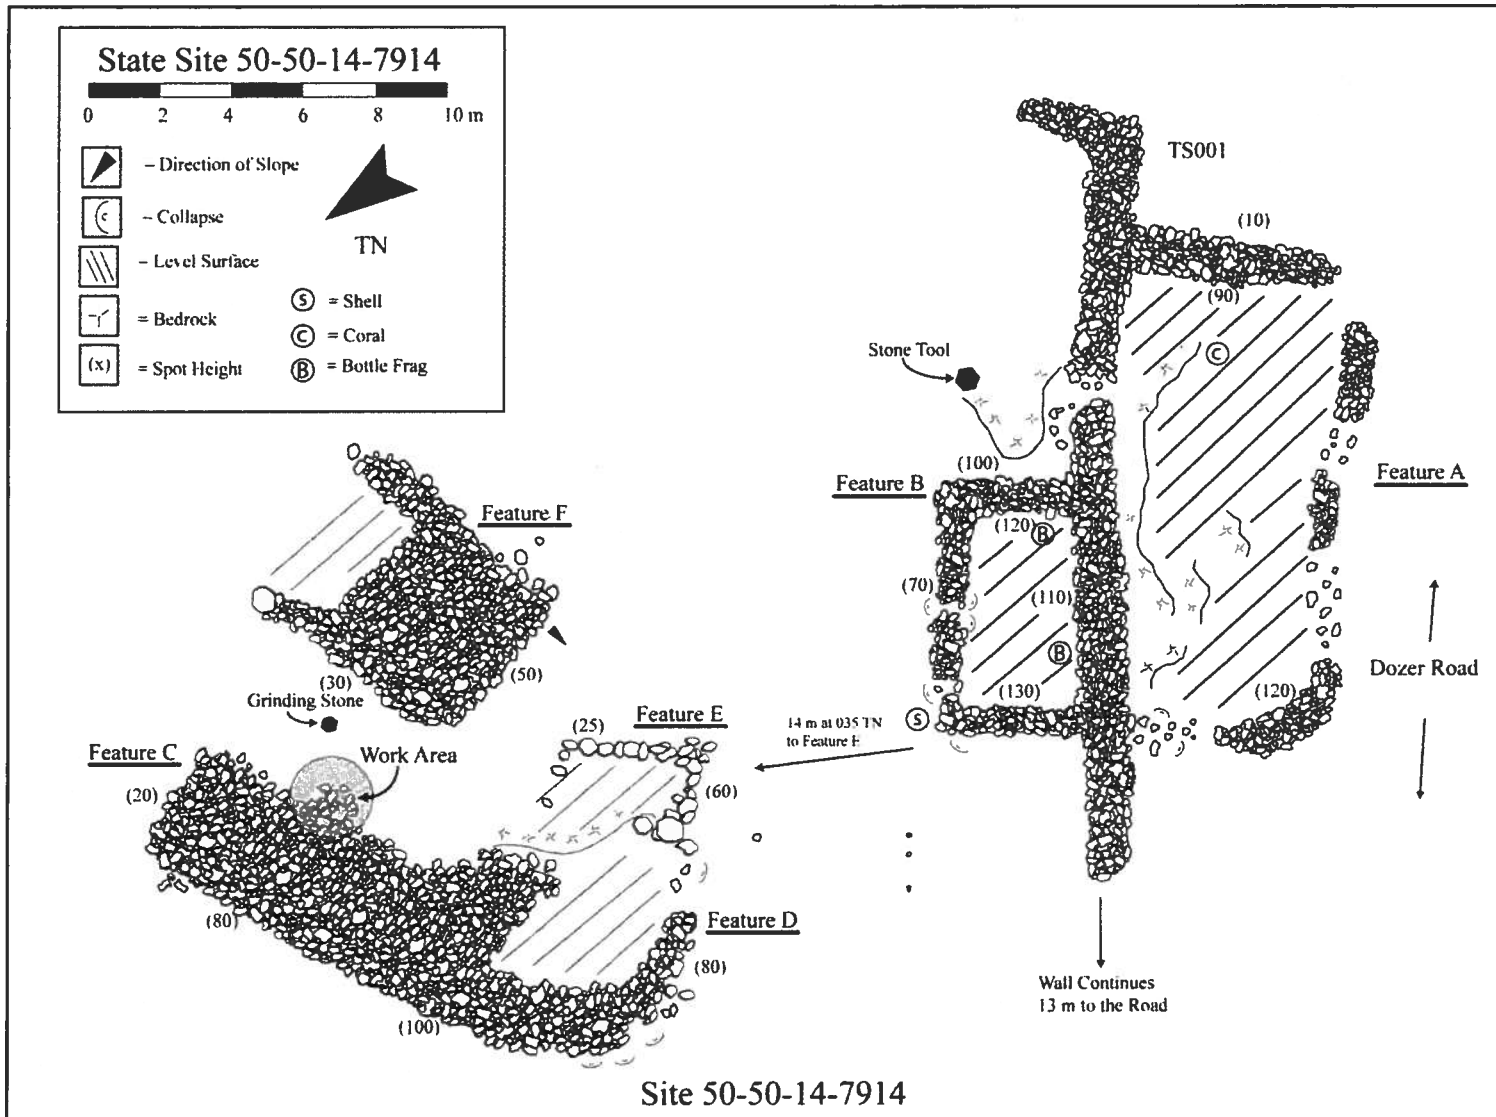 State Site 50-50-14-7914
0 2 4 6 8 10 m
– Direction of Slope
– Collapse
– Level Surface
= Bedrock
(x) = Spot Height
TN
S = Shell
C = Coral
B = Bottle Frag
TS001
(10)
(90)
C
Stone Tool
(100)
Feature B
Feature A
(120)
B
(70)
(110)
B
(130)
S
(120)
Dozer Road
14 m at 035 TN
to Feature E
Wall Continues
13 m to the Road
Feature F
(50)
(30)
Grinding Stone
Feature E
(25)
(60)
Feature C
Work Area
(20)
(80)
Feature D
(80)
(100)
Site 50-50-14-7914